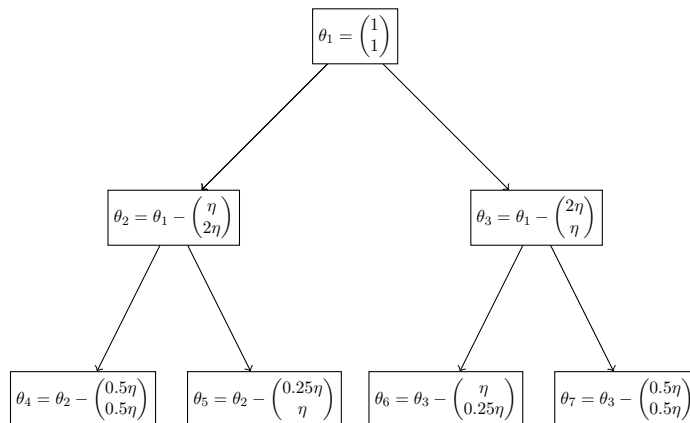 θ₁ = (1 1)
θ₂ = θ₁ − (η 2η)
θ₃ = θ₁ − (2η η)
θ₄ = θ₂ − (0.5η 0.5η)
θ₅ = θ₂ − (0.25η η)
θ₆ = θ₃ − (η 0.25η)
θ₇ = θ₃ − (0.5η 0.5η)